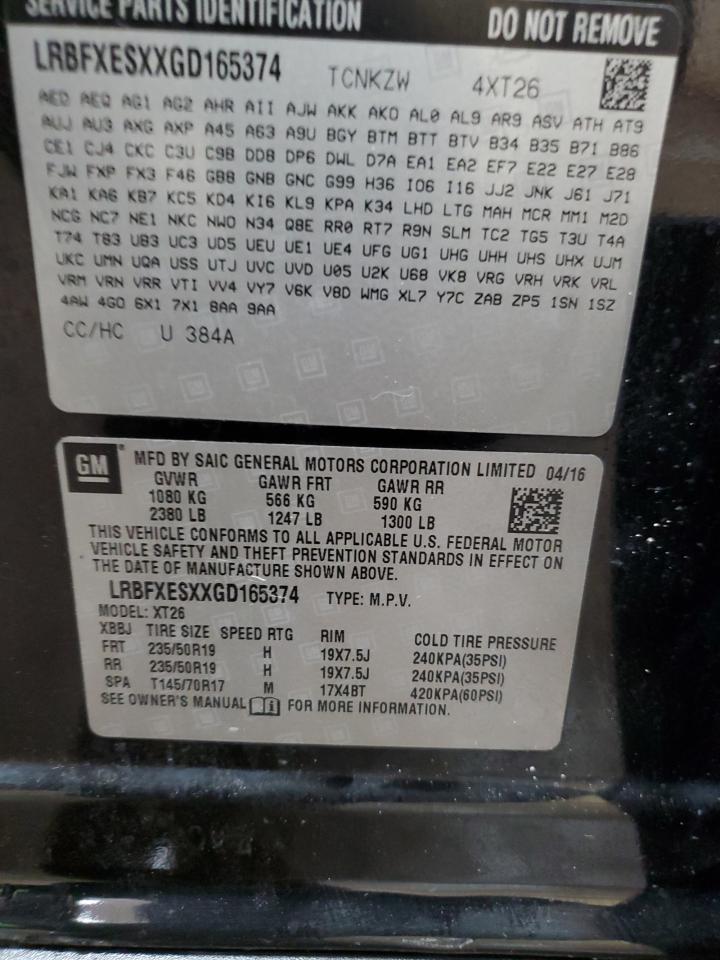 SERVICE PARTS IDENTIFICATION DO NOT REMOVE
LRBFXESXXGD165374 TCNKZW 4XT26
AED AEQ AG1 AG2 AHR AII AJW AKK AKO AL0 AL9 AR9 ASV ATH AT9
AUJ AU3 AXG AXP A45 A63 A9U BGY BTM BTT BTV B34 B35 B71 B86
CE1 CJ4 CKC C3U C9B DD8 DP6 DWL D7A EA1 EA2 EF7 E22 E27 E28
FJW FXP FX3 F46 GB8 GNB GNC G99 H36 IO6 I16 JJ2 JNK J61 J71
KA1 KA6 KB7 KC5 KD4 KI6 KL9 KPA K34 LHD LTG MAH MCR MM1 M2D
NCG NC7 NE1 NKC NWO N34 Q8E RR0 RT7 R9N SLM TC2 TG5 T3U T4A
T74 T83 UB3 UC3 UD5 UEU UE1 UE4 UFG UG1 UHG UHH UHS UHX UJM
UKC UMN UQA USS UTJ UVC UVD U05 U2K U68 VK8 VRG VRH VRK VRL
VRM VRN VRR VTI VV4 VY7 V6K V8D WMG XL7 Y7C ZAB ZP5 1SN 1SZ
4AW 4G0 6X1 7X1 8AA 9AA
CC/HC U 384A
GM MFD BY SAIC GENERAL MOTORS CORPORATION LIMITED 04/16
GVWR GAWR FRT GAWR RR
1080 KG 566 KG 590 KG
2380 LB 1247 LB 1300 LB
THIS VEHICLE CONFORMS TO ALL APPLICABLE U.S. FEDERAL MOTOR
VEHICLE SAFETY AND THEFT PREVENTION STANDARDS IN EFFECT ON
THE DATE OF MANUFACTURE SHOWN ABOVE.
LRBFXESXXGD165374 TYPE: M.P.V.
MODEL: XT26
XBBJ TIRE SIZE SPEED RTG RIM COLD TIRE PRESSURE
FRT 235/50R19 H 19X7.5J 240KPA(35PSI)
RR 235/50R19 H 19X7.5J 240KPA(35PSI)
SPA T145/70R17 M 17X4BT 420KPA(60PSI)
SEE OWNER'S MANUAL FOR MORE INFORMATION.